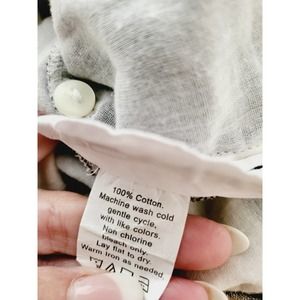 100% Cotton.
Machine wash cold
gentle cycle.
with like colors.
Non chlorine
bleach only.
Lay flat to dry.
Warm Iron as needed